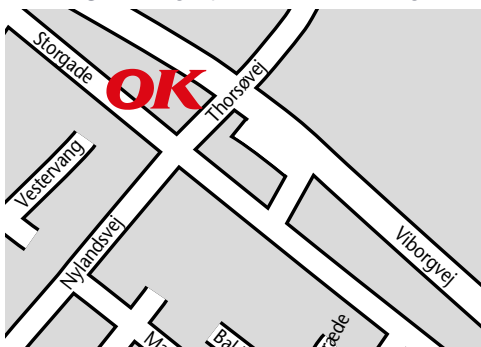 Storgade
OK
Thorsøvej
Vestervang
Nylandsvej
Viborgvej